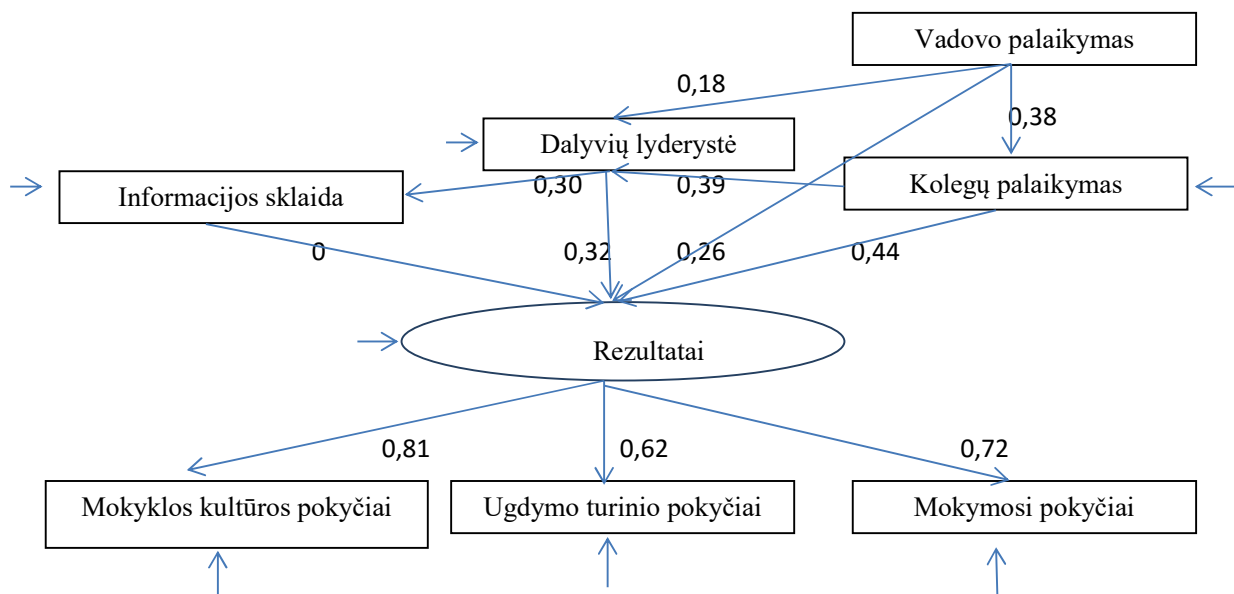 Vadovo palaikymas
0,18
0,38
Dalyvių lyderystė
Informacijos sklaida
0,30
0,39
Kolegų palaikymas
0
0,32
0,26
0,44
Rezultatai
0,81
0,62
0,72
Mokyklos kultūros pokyčiai
Ugdymo turinio pokyčiai
Mokymosi pokyčiai